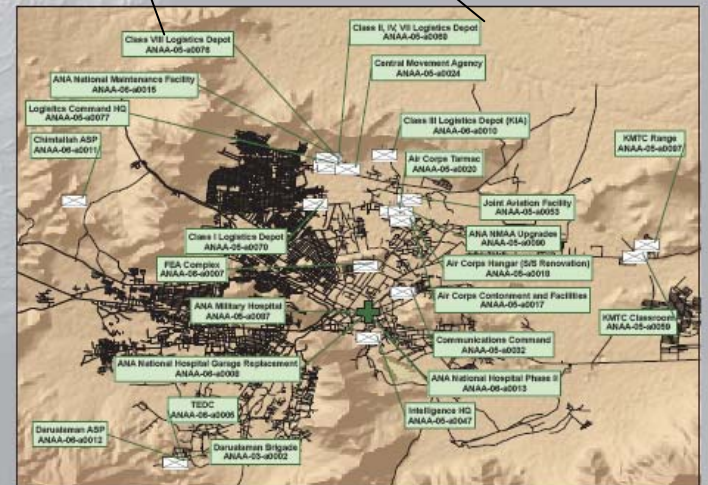 Class VIII Logistics Depot
ANAA-05-a0076
Class II, IV, VII Logistics Depot
ANAA-05-a0069
Central Movement Agency
ANAA-05-a0024
ANA National Maintenance Facility
ANAA-06-a0015
Logistics Command HQ
ANAA-05-a0077
Class III Logistics Depot (KIA)
ANAA-06-a0010
KMTC Range
ANAA-05-a0097
Chimtallah ASP
ANAA-06-a0011
Air Corps Tarmac
ANAA-05-a0020
Joint Aviation Facility
ANAA-05-a0053
Class I Logistics Depot
ANAA-05-a0070
ANA NMAA Upgrades
ANAA-05-a0090
FEA Complex
ANAA-06-a0007
Air Corps Hangar (S/S Renovation)
ANAA-05-a0018
Air Corps Contonment and Facilities
ANAA-05-a0017
ANA Military Hospital
ANAA-05-a0087
KMTC Classroom
ANAA-05-a0059
Communications Command
ANAA-05-a0032
ANA National Hospital Garage Replacement
ANAA-06-a0008
ANA National Hospital Phase II
ANAA-06-a0013
TEDC
ANAA-06-a0006
Intelligence HQ
ANAA-05-a0047
Darualaman ASP
ANAA-06-a0012
Darualaman Brigade
ANAA-03-a0002